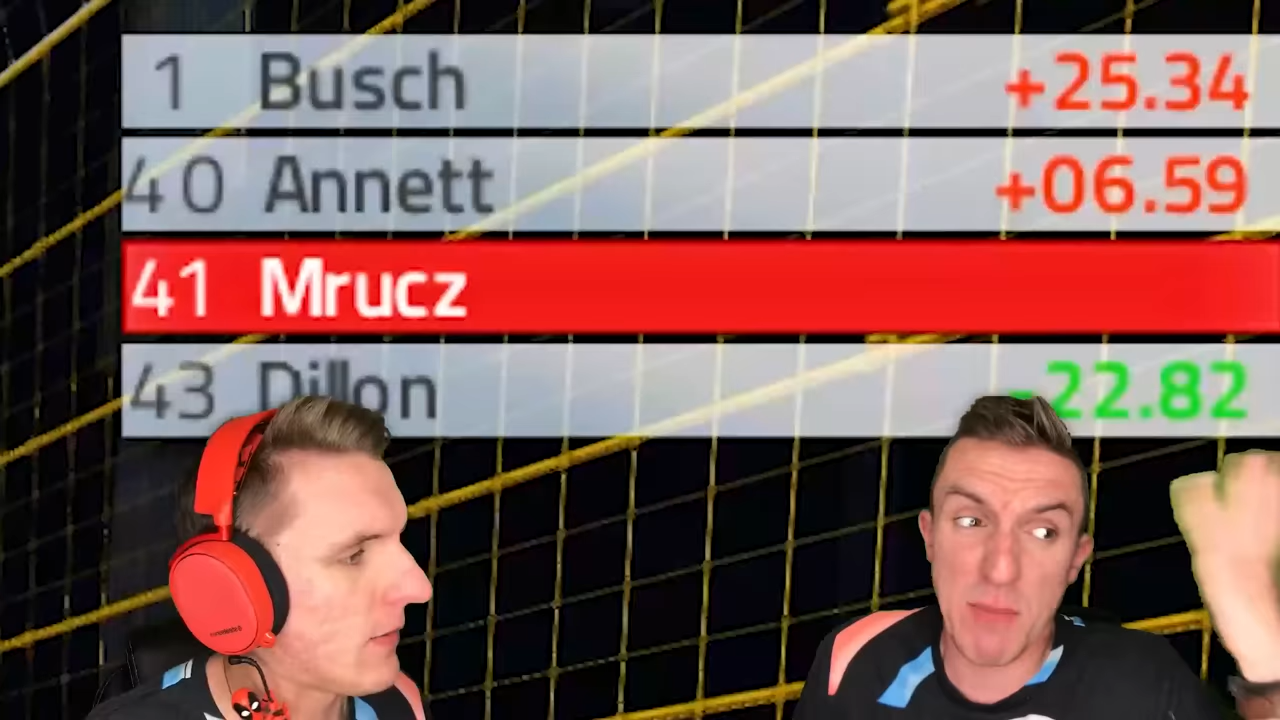 1 Busch +25.34
40 Annett +06.59
41 Mrucz
43 Dillon -22.82